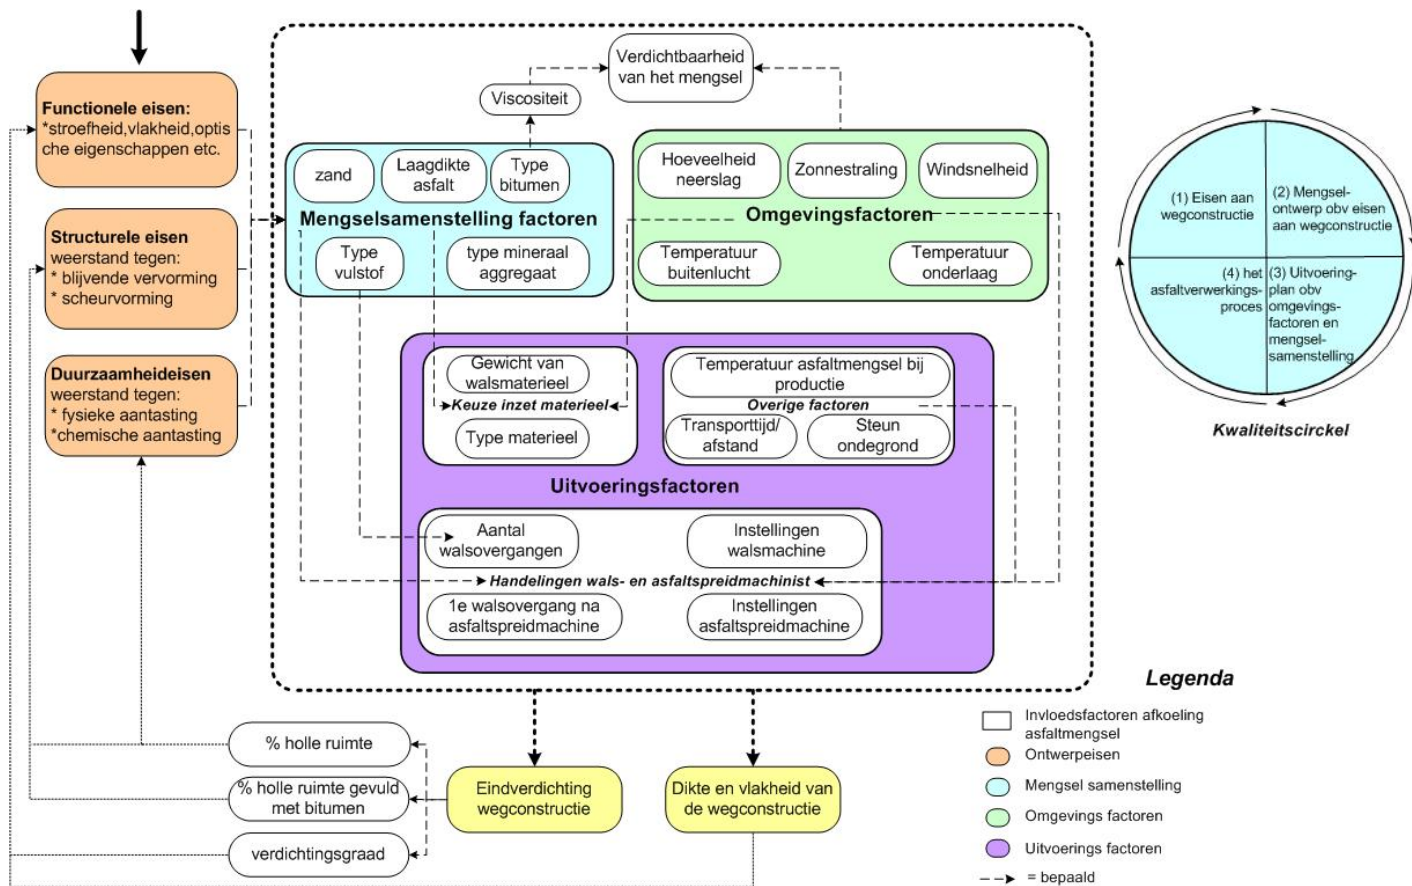 Functionele eisen:
*stroefheid,vlakheid,optis
che eigenschappen etc.
Structurele eisen
weerstand tegen:
* blijvende vervorming
* scheurvorming
Duurzaamheideisen
weerstand tegen:
* fysieke aantasting
*chemische aantasting
Verdichtbaarheid
van het mengsel
Viscositeit
zand
Laagdikte
asfalt
Type
bitumen
Mengselsamenstelling factoren
Type
vulstof
type mineraal
aggregaat
Hoeveelheid
neerslag
Zonnestraling
Windsnelheid
Omgevingsfactoren
Temperatuur
buitenlucht
Temperatuur
onderlaag
Gewicht van
walsmaterieel
Keuze inzet materieel
Type materieel
Temperatuur asfaltmengsel bij
productie
Overige factoren
Transporttijd/
afstand
Steun
ondegrond
Uitvoeringsfactoren
Aantal
walsovergangen
Instellingen
walsmachine
Handelingen wals- en asfaltspreidmachinist
1e walsovergang na
asfaltspreidmachine
Instellingen
asfaltspreidmachine
% holle ruimte
% holle ruimte gevuld
met bitumen
verdichtingsgraad
Eindverdichting
wegconstructie
Dikte en vlakheid van
de wegconstructie
(1) Eisen aan
wegconstructie
(2) Mengsel-
ontwerp obv eisen
aan wegconstructie
(4) het
asfaltverwerkings-
proces
(3) Uitvoering-
plan obv
omgevings-
factoren en
mengsel-
samenstelling
Kwaliteitscirckel
Legenda
Invloedsfactoren afkoeling
asfaltmengsel
Ontwerpeisen
Mengsel samenstelling
Omgevings factoren
Uitvoerings factoren
= bepaald